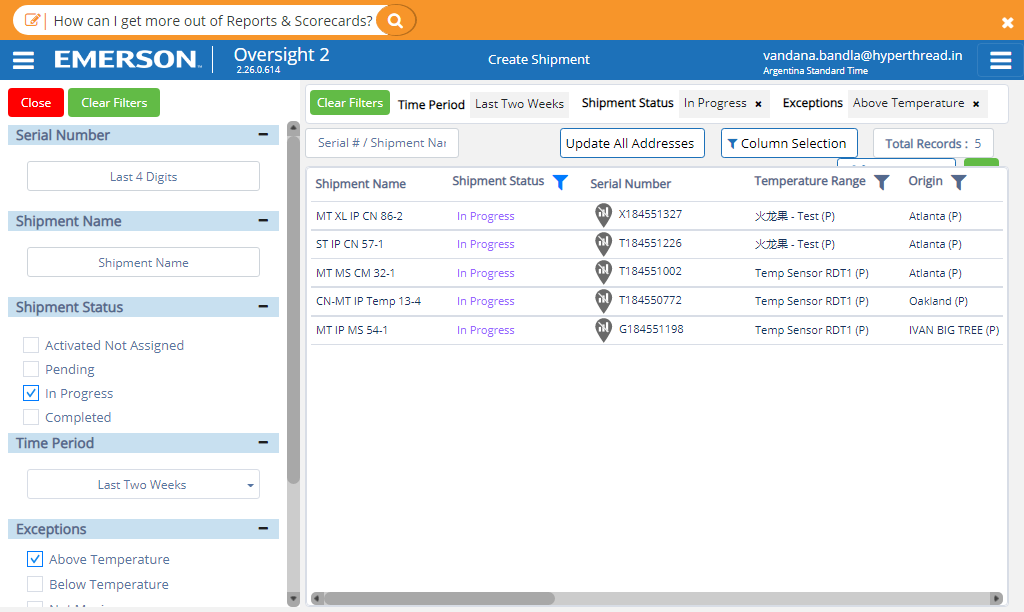 How can I get more out of Reports & Scorecards?
EMERSON
Oversight 2
2.26.0.614
Create Shipment
vandana.bandla@hyperthread.in
Argentina Standard Time
Close
Clear Filters
Serial Number
Last 4 Digits
Shipment Name
Shipment Name
Shipment Status
Activated Not Assigned
Pending
In Progress
Completed
Time Period
Last Two Weeks
Exceptions
Above Temperature
Below Temperature
Clear Filters Time Period Last Two Weeks Shipment Status In Progress × Exceptions Above Temperature ×
Serial # / Shipment Nar Update All Addresses Column Selection Total Records : 5
Shipment Name Shipment Status Serial Number Temperature Range Origin
MT XL IP CN 86-2 In Progress X184551327 火龙果 - Test (P) Atlanta (P)
ST IP CN 57-1 In Progress T184551226 火龙果 - Test (P) Atlanta (P)
MT MS CM 32-1 In Progress T184551002 Temp Sensor RDT1 (P) Atlanta (P)
CN-MT IP Temp 13-4 In Progress T184550772 Temp Sensor RDT1 (P) Oakland (P)
MT IP MS 54-1 In Progress G184551198 Temp Sensor RDT1 (P) IVAN BIG TREE (P)